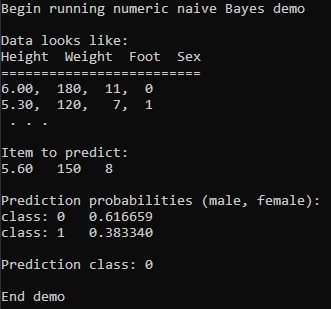 Begin running numeric naive Bayes demo
Data looks like:
Height  Weight  Foot  Sex
=========================
6.00,  180,  11,  0
5.30,  120,   7,  1
 . . .
Item to predict:
5.60   150   8
Prediction probabilities (male, female):
class: 0   0.616659
class: 1   0.383340
Prediction class: 0
End demo